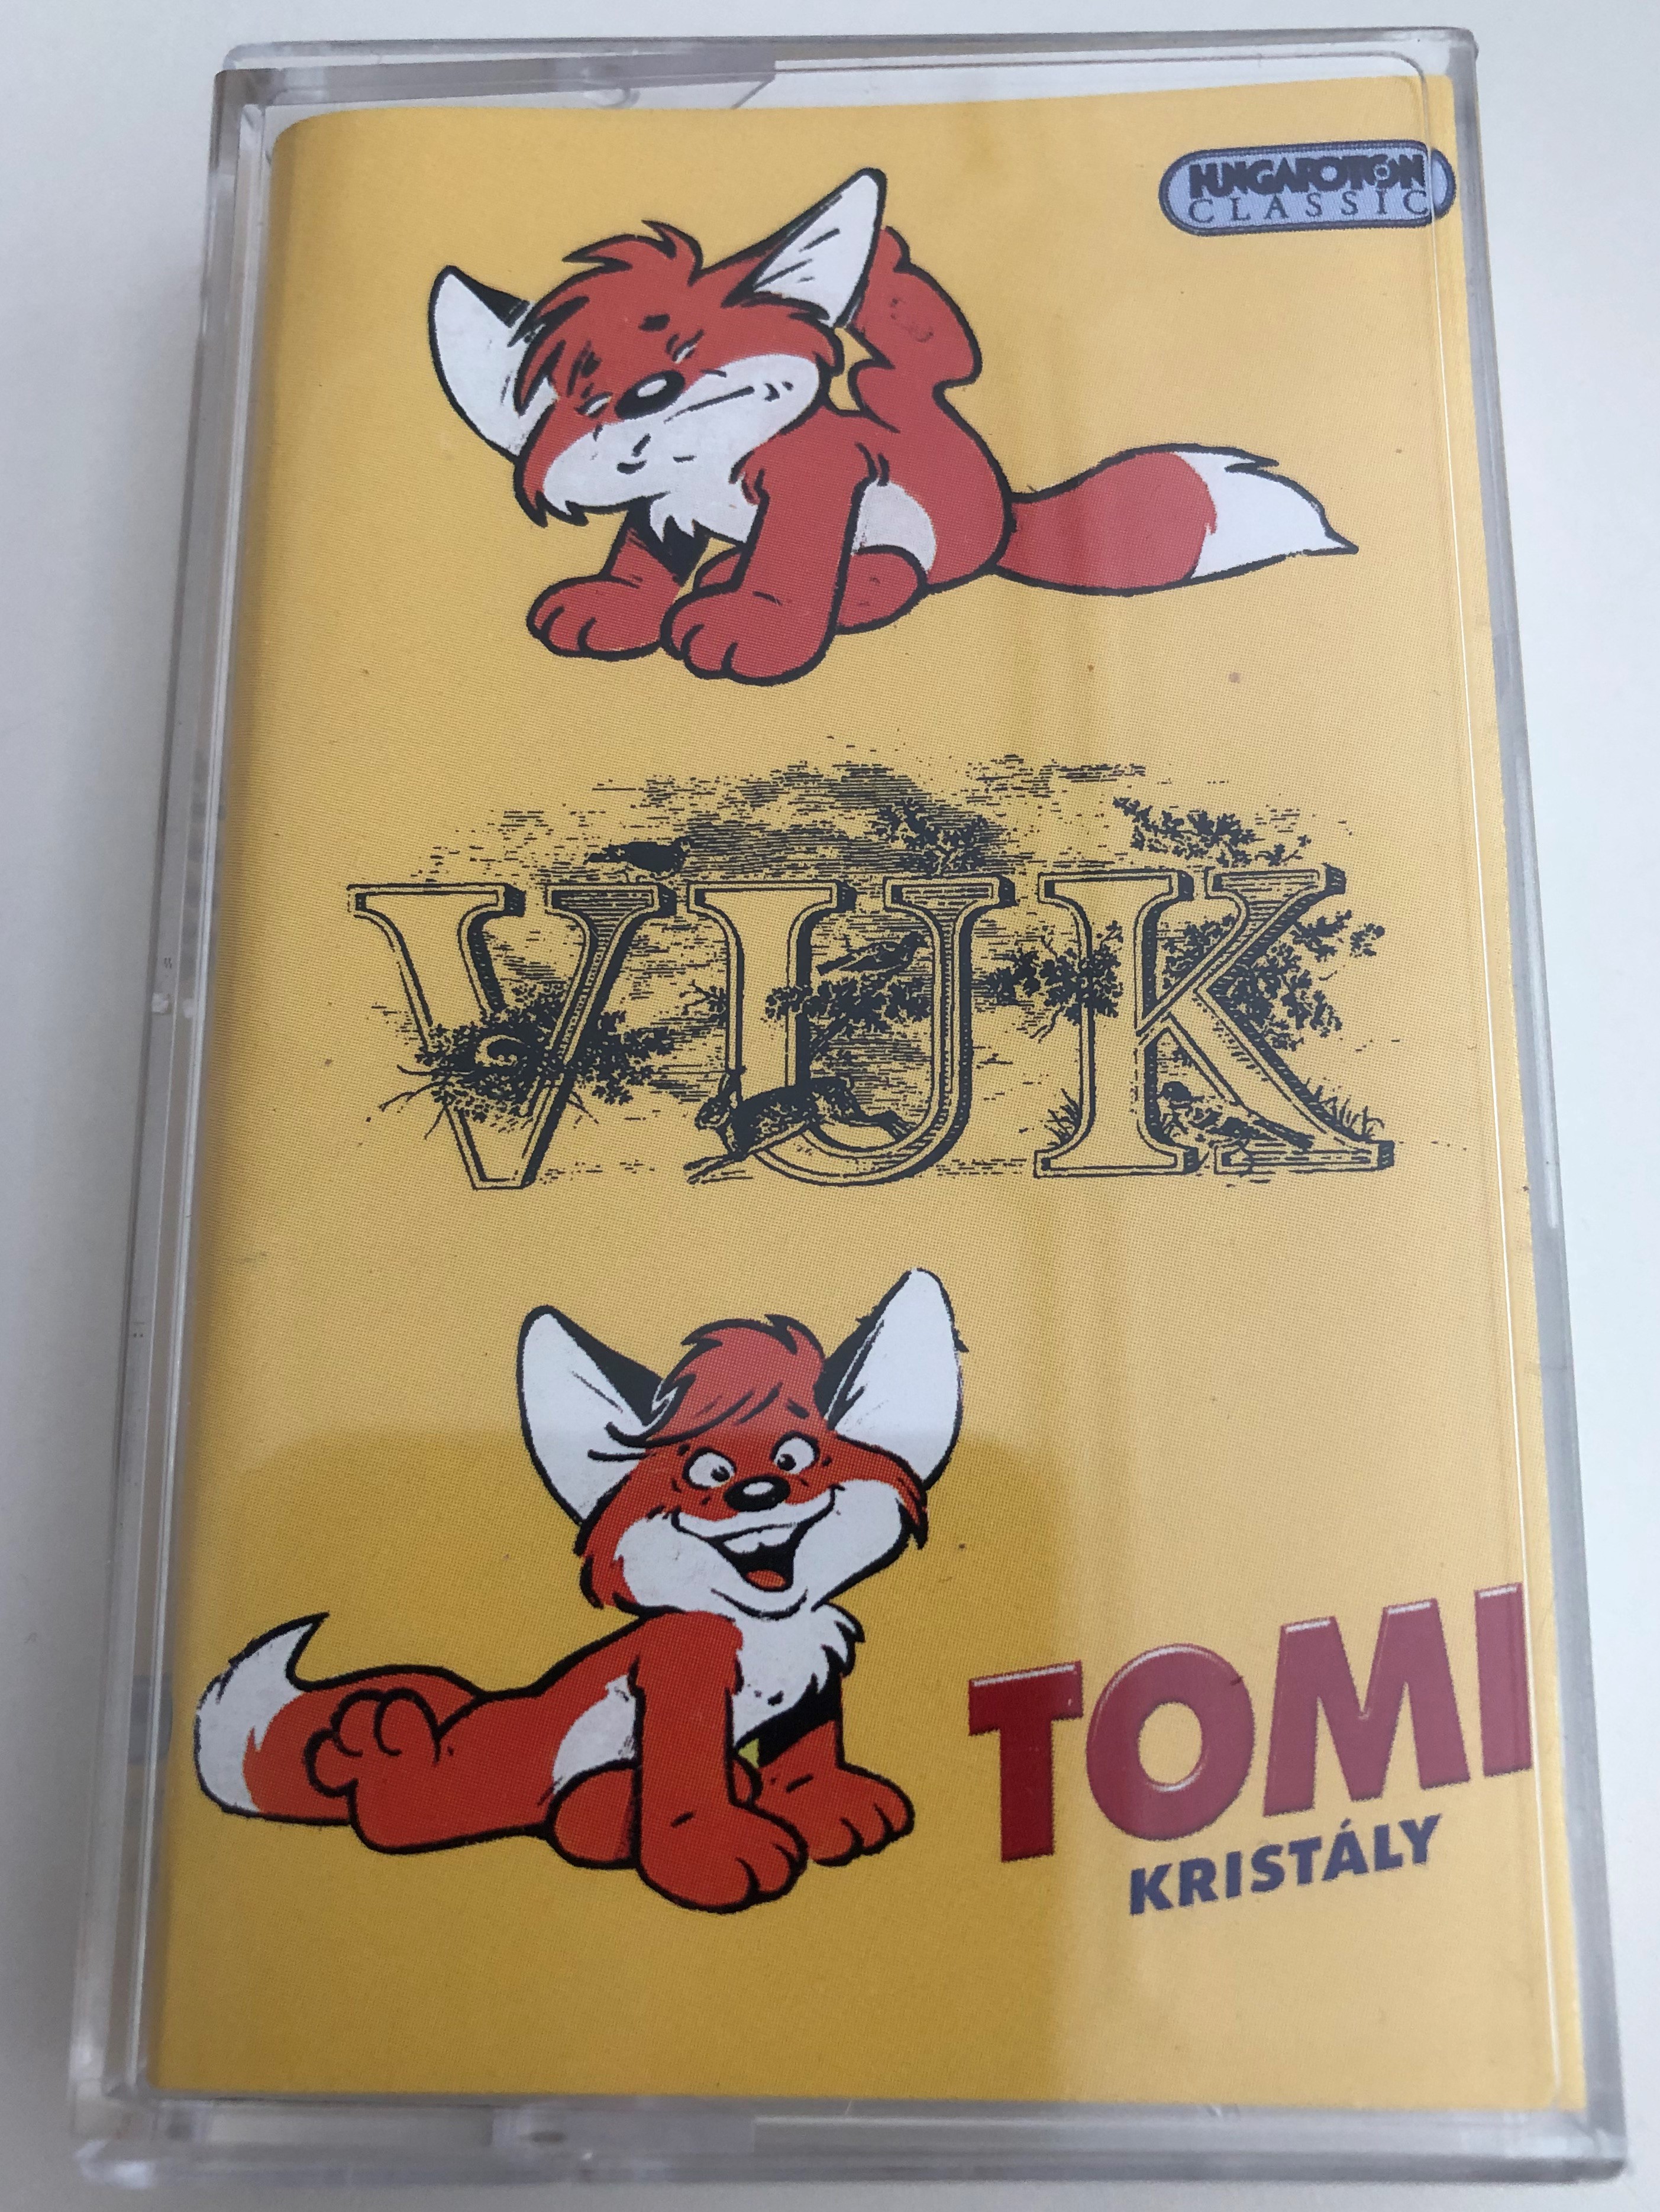 HUNGAROTON
CLASSIC
VUK
TOMI
KRISTÁLY